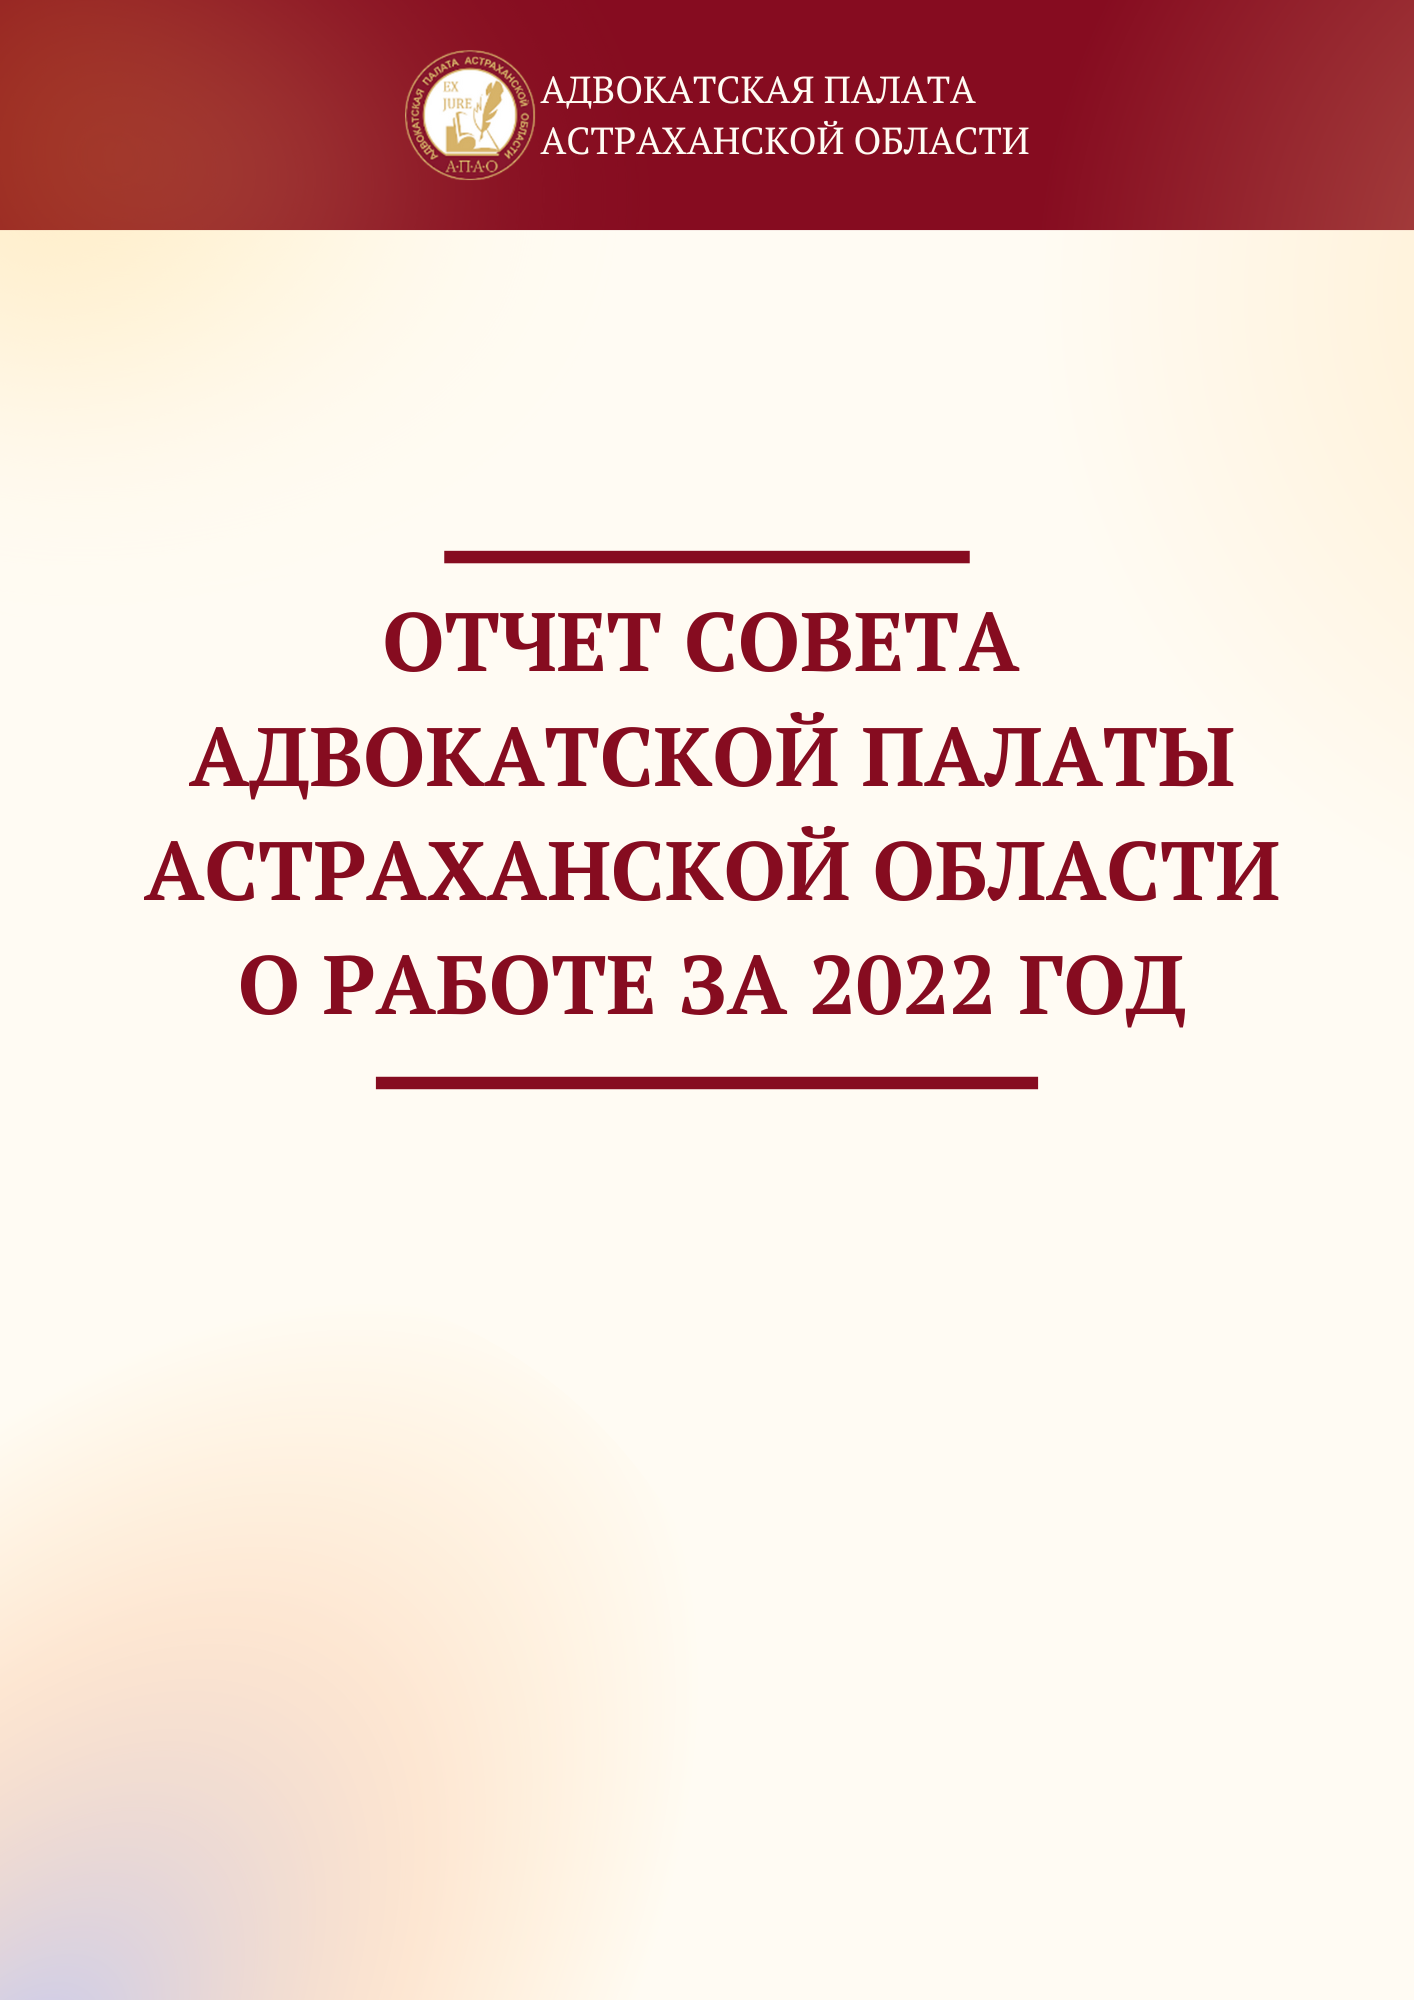 АДВОКАТСКАЯ ПАЛАТА АСТРАХАНСКОЙ ОБЛАСТИ
EX
JURE
А·П·А·О
АДВОКАТСКАЯ ПАЛАТА
АСТРАХАНСКОЙ ОБЛАСТИ
ОТЧЕТ СОВЕТА
АДВОКАТСКОЙ ПАЛАТЫ
АСТРАХАНСКОЙ ОБЛАСТИ
О РАБОТЕ ЗА 2022 ГОД